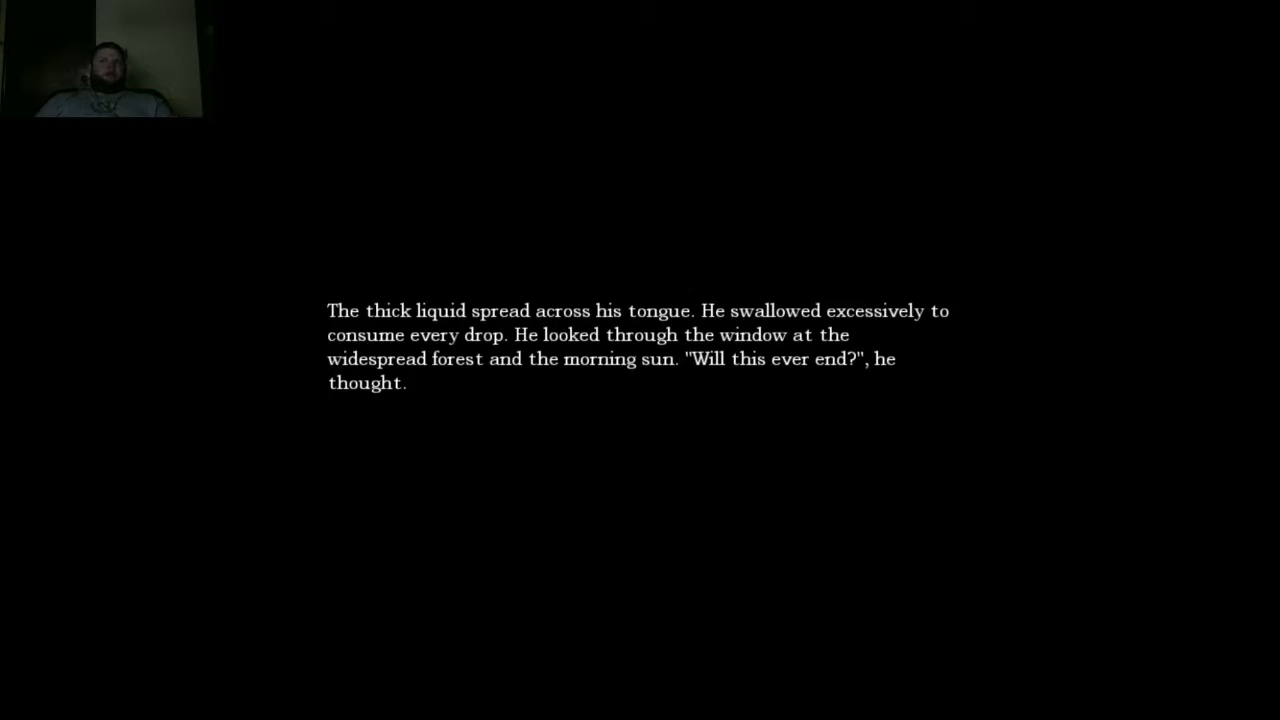 The thick liquid spread across his tongue. He swallowed excessively to
consume every drop. He looked through the window at the
widespread forest and the morning sun. "Will this ever end?", he
thought.